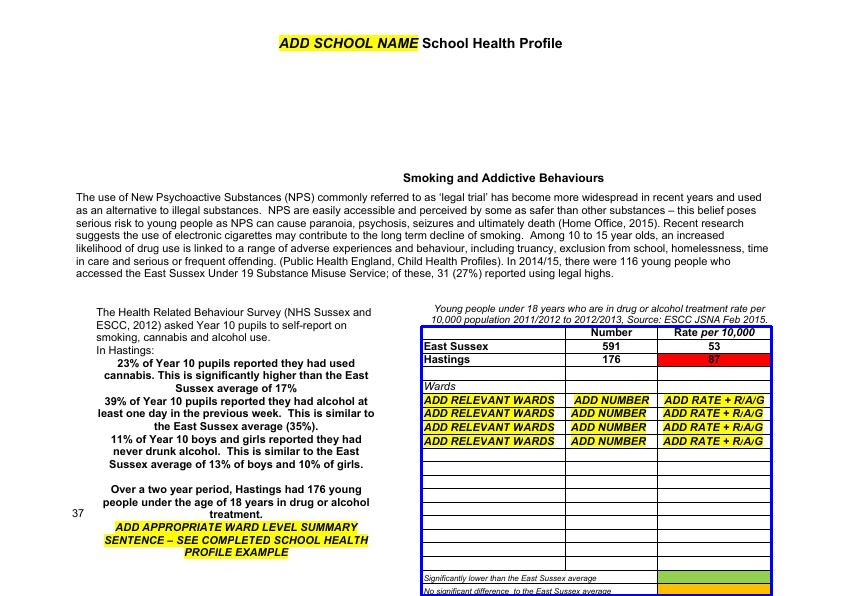 ADD SCHOOL NAME School Health Profile
Smoking and Addictive Behaviours
The use of New Psychoactive Substances (NPS) commonly referred to as ‘legal trial’ has become more widespread in recent years and used
as an alternative to illegal substances.  NPS are easily accessible and perceived by some as safer than other substances – this belief poses
serious risk to young people as NPS can cause paranoia, psychosis, seizures and ultimately death (Home Office, 2015). Recent research
suggests the use of electronic cigarettes may contribute to the long term decline of smoking.  Among 10 to 15 year olds, an increased
likelihood of drug use is linked to a range of adverse experiences and behaviour, including truancy, exclusion from school, homelessness, time
in care and serious or frequent offending. (Public Health England, Child Health Profiles). In 2014/15, there were 116 young people who
accessed the East Sussex Under 19 Substance Misuse Service; of these, 31 (27%) reported using legal highs.
The Health Related Behaviour Survey (NHS Sussex and
ESCC, 2012) asked Year 10 pupils to self-report on
smoking, cannabis and alcohol use.
In Hastings:
23% of Year 10 pupils reported they had used
cannabis. This is significantly higher than the East
Sussex average of 17%
39% of Year 10 pupils reported they had alcohol at
least one day in the previous week.  This is similar to
the East Sussex average (35%).
11% of Year 10 boys and girls reported they had
never drunk alcohol.  This is similar to the East
Sussex average of 13% of boys and 10% of girls.
Over a two year period, Hastings had 176 young
people under the age of 18 years in drug or alcohol
treatment.
ADD APPROPRIATE WARD LEVEL SUMMARY
SENTENCE – SEE COMPLETED SCHOOL HEALTH
PROFILE EXAMPLE
37
Young people under 18 years who are in drug or alcohol treatment rate per
10,000 population 2011/2012 to 2012/2013, Source: ESCC JSNA Feb 2015.
Number Rate per 10,000
East Sussex 591 53
Hastings 176 87
Wards
ADD RELEVANT WARDS ADD NUMBER ADD RATE + R/A/G
ADD RELEVANT WARDS ADD NUMBER ADD RATE + R/A/G
ADD RELEVANT WARDS ADD NUMBER ADD RATE + R/A/G
ADD RELEVANT WARDS ADD NUMBER ADD RATE + R/A/G
Significantly lower than the East Sussex average
No significant difference  to the East Sussex average